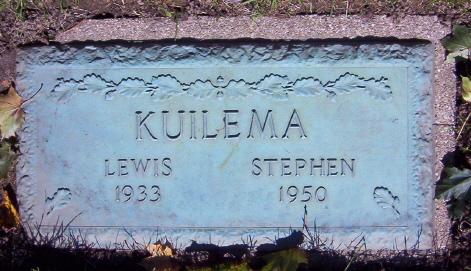 KUILEMA
LEWIS STEPHEN
1933 1950